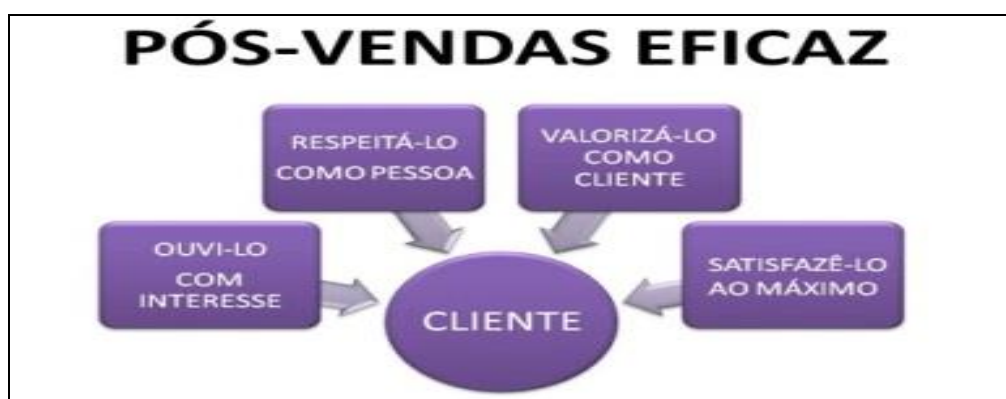 PÓS-VENDAS EFICAZ
RESPEITÁ-LO
COMO PESSOA
VALORIZÁ-LO
COMO
CLIENTE
OUVI-LO
COM
INTERESSE
SATISFAZÊ-LO
AO MÁXIMO
CLIENTE